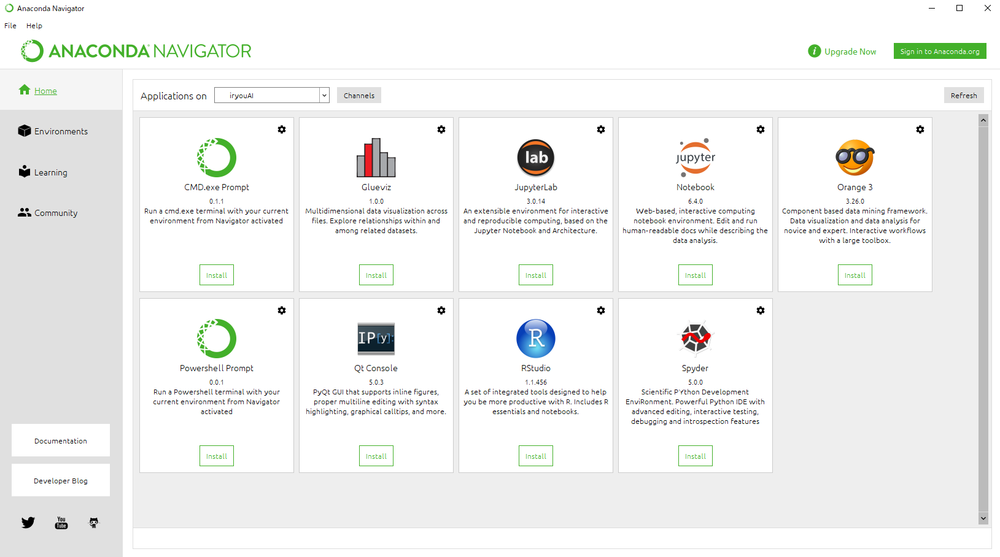 Anaconda Navigator
File Help
ANACONDA NAVIGATOR
i Upgrade Now
Sign in to Anaconda.org
Home
Environments
Learning
Community
Documentation
Developer Blog
You
Tube
Applications on iryouAI Channels Refresh
CMD.exe Prompt
0.1.1
Run a cmd.exe terminal with your current
environment from Navigator activated
Install
Glueviz
1.0.0
Multidimensional data visualization across
files. Explore relationships within and
among related datasets.
Install
lab
JupyterLab
3.0.14
An extensible environment for interactive
and reproducible computing, based on the
Jupyter Notebook and Architecture.
Install
jupyter
Notebook
6.4.0
Web-based, interactive computing
notebook environment. Edit and run
human-readable docs while describing the
data analysis.
Install
Orange 3
3.26.0
Component based data mining framework.
Data visualization and data analysis for
novice and expert. Interactive workflows
with a large toolbox.
Install
Powershell Prompt
0.0.1
Run a Powershell terminal with your
current environment from Navigator
activated
Install
IP[y]:
Qt Console
5.0.3
PyQt GUI that supports inline figures,
proper multiline editing with syntax
highlighting, graphical calltips, and more.
Install
R
RStudio
1.1.456
A set of integrated tools designed to help
you be more productive with R. Includes R
essentials and notebooks.
Install
Spyder
5.0.0
Scientific PYthon Development
EnviRonment. Powerful Python IDE with
advanced editing, interactive testing,
debugging and introspection features
Install